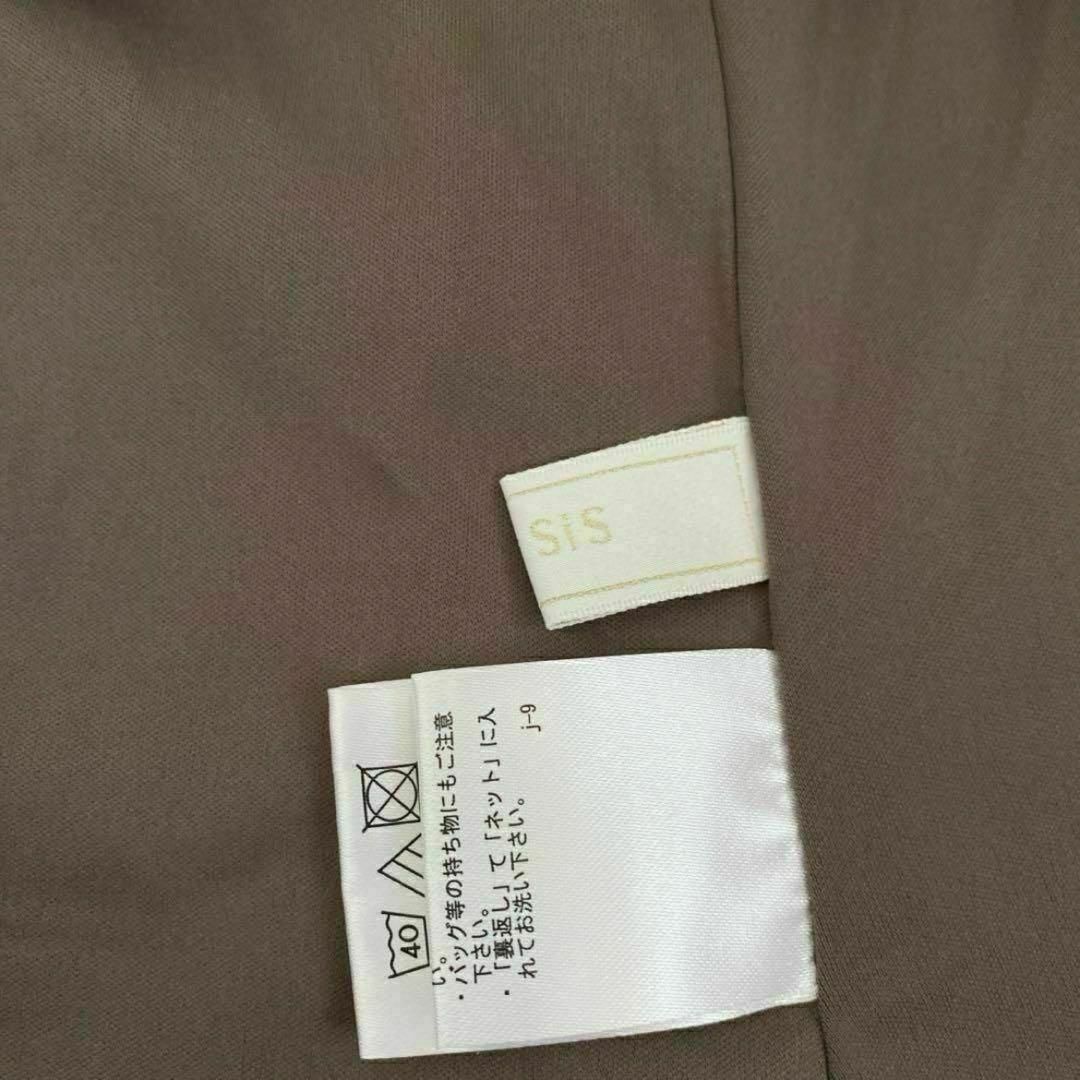 SiS
い。
・バッグ等の持ち物にもご注意
下さい。
・「裏返し」て「ネット」に入
れてお洗い下さい。
j-9
40